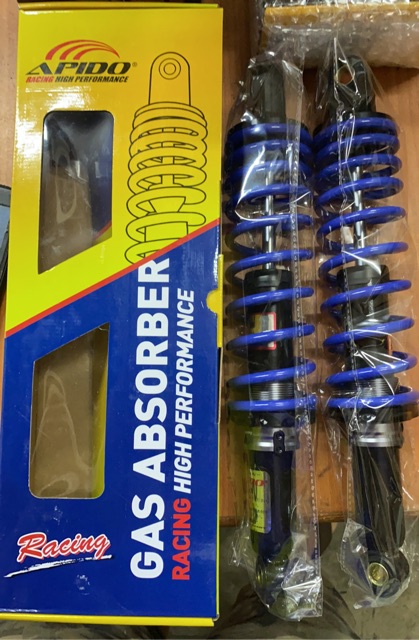 APIDO®
RACING HIGH PERFORMANCE
GAS ABSORBER
RACING HIGH PERFORMANCE
Racing